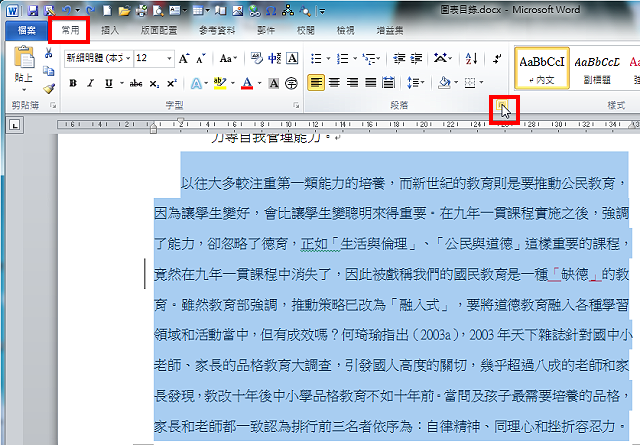 圖表目錄.docx - Microsoft Word
檔案 常用 插入 版面配置 參考資料 郵件 校閱 檢視 增益集
新細明體 (本文 12
貼上
B I U abc x₂ x²
剪貼簿 字型 段落 樣式
AaBbCcI AaBbCcD
內文 副標題
力等自我管理能力。
以往大多較注重第一類能力的培養，而新世紀的教育則是要推動公民教育，
因為讓學生變好，會比讓學生變聰明來得重要。在九年一貫課程實施之後，強調
了能力，卻忽略了德育，正如「生活與倫理」、「公民與道德」這樣重要的課程，
竟然在九年一貫課程中消失了，因此被戲稱我們的國民教育是一種「缺德」的教
育。雖然教育部強調，推動策略已改為「融入式」，要將道德教育融入各種學習
領域和活動當中，但有成效嗎？何琦瑜指出（2003a），2003 年天下雜誌針對國中小
老師、家長的品格教育大調查，引發國人高度的關切，幾乎超過八成的老師和家
長發現，教改十年後中小學品格教育不如十年前。當問及孩子最需要培養的品格，
家長和老師都一致認為排行前三名者依序為：自律精神、同理心和挫折容忍力。